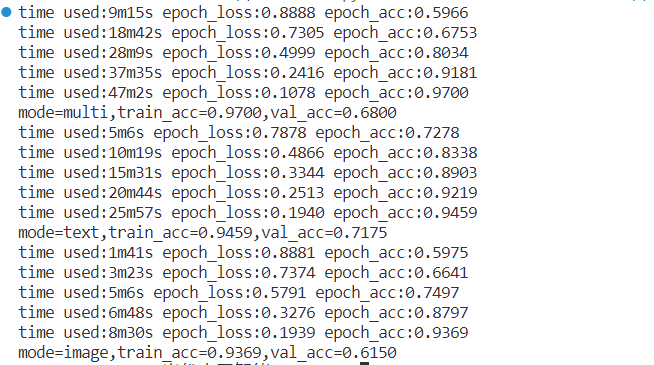 time used:9m15s epoch_loss:0.8888 epoch_acc:0.5966
time used:18m42s epoch_loss:0.7305 epoch_acc:0.6753
time used:28m9s epoch_loss:0.4999 epoch_acc:0.8034
time used:37m35s epoch_loss:0.2416 epoch_acc:0.9181
time used:47m2s epoch_loss:0.1078 epoch_acc:0.9700
mode=multi,train_acc=0.9700,val_acc=0.6800
time used:5m6s epoch_loss:0.7878 epoch_acc:0.7278
time used:10m19s epoch_loss:0.4866 epoch_acc:0.8338
time used:15m31s epoch_loss:0.3344 epoch_acc:0.8903
time used:20m44s epoch_loss:0.2513 epoch_acc:0.9219
time used:25m57s epoch_loss:0.1940 epoch_acc:0.9459
mode=text,train_acc=0.9459,val_acc=0.7175
time used:1m41s epoch_loss:0.8881 epoch_acc:0.5975
time used:3m23s epoch_loss:0.7374 epoch_acc:0.6641
time used:5m6s epoch_loss:0.5791 epoch_acc:0.7497
time used:6m48s epoch_loss:0.3276 epoch_acc:0.8797
time used:8m30s epoch_loss:0.1939 epoch_acc:0.9369
mode=image,train_acc=0.9369,val_acc=0.6150